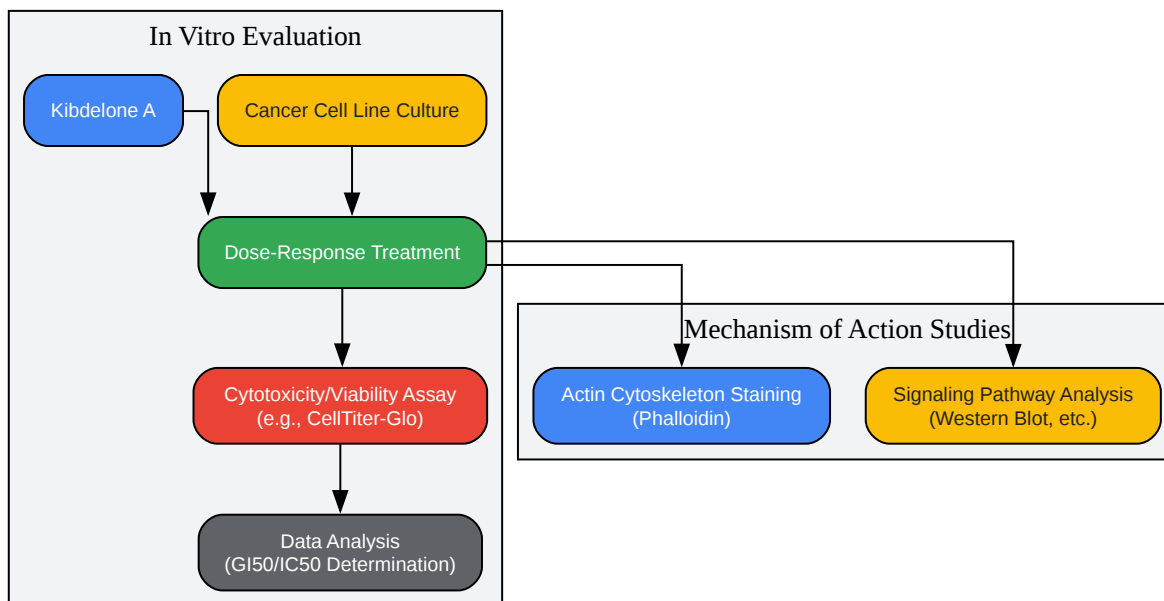 In Vitro Evaluation
Kibdelone A
Cancer Cell Line Culture
Dose-Response Treatment
Mechanism of Action Studies
Cytotoxicity/Viability Assay
(e.g., CellTiter-Glo)
Actin Cytoskeleton Staining
(Phalloidin)
Signaling Pathway Analysis
(Western Blot, etc.)
Data Analysis
(GI50/IC50 Determination)